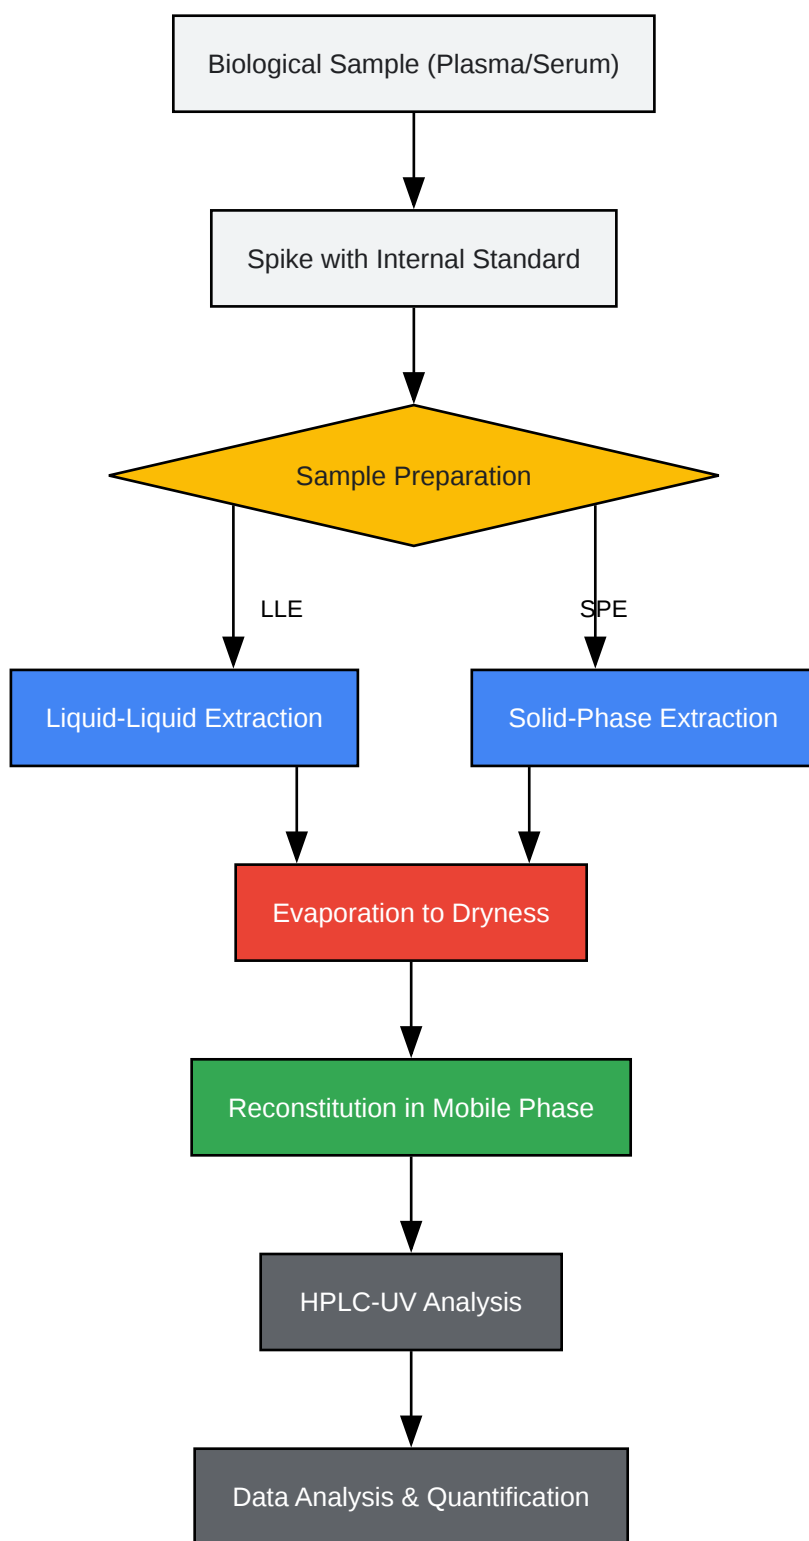 Biological Sample (Plasma/Serum)
Spike with Internal Standard
Sample Preparation
LLE
SPE
Liquid-Liquid Extraction
Solid-Phase Extraction
Evaporation to Dryness
Reconstitution in Mobile Phase
HPLC-UV Analysis
Data Analysis & Quantification